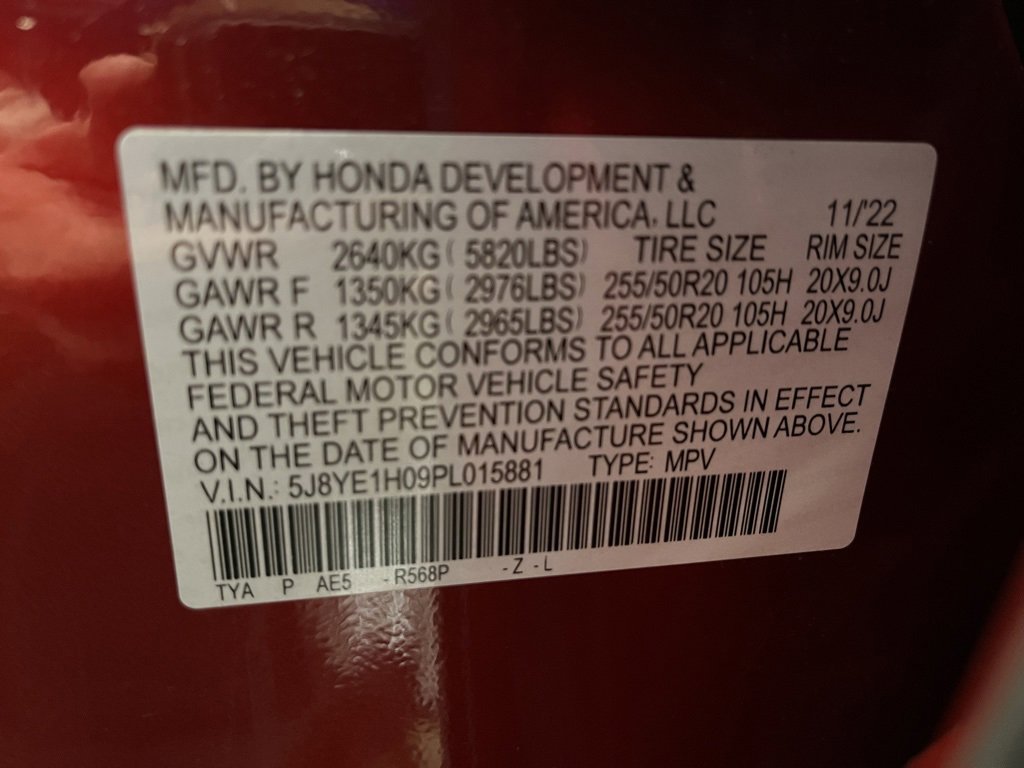 MFD. BY HONDA DEVELOPMENT &
MANUFACTURING OF AMERICA, LLC 11/'22
GVWR 2640KG ( 5820LBS) TIRE SIZE RIM SIZE
GAWR F 1350KG ( 2976LBS) 255/50R20 105H 20X9.0J
GAWR R 1345KG ( 2965LBS) 255/50R20 105H 20X9.0J
THIS VEHICLE CONFORMS TO ALL APPLICABLE
FEDERAL MOTOR VEHICLE SAFETY
AND THEFT PREVENTION STANDARDS IN EFFECT
ON THE DATE OF MANUFACTURE SHOWN ABOVE.
V.I.N.: 5J8YE1H09PL015881 TYPE: MPV
TYA P AE5 -R568P -Z-L